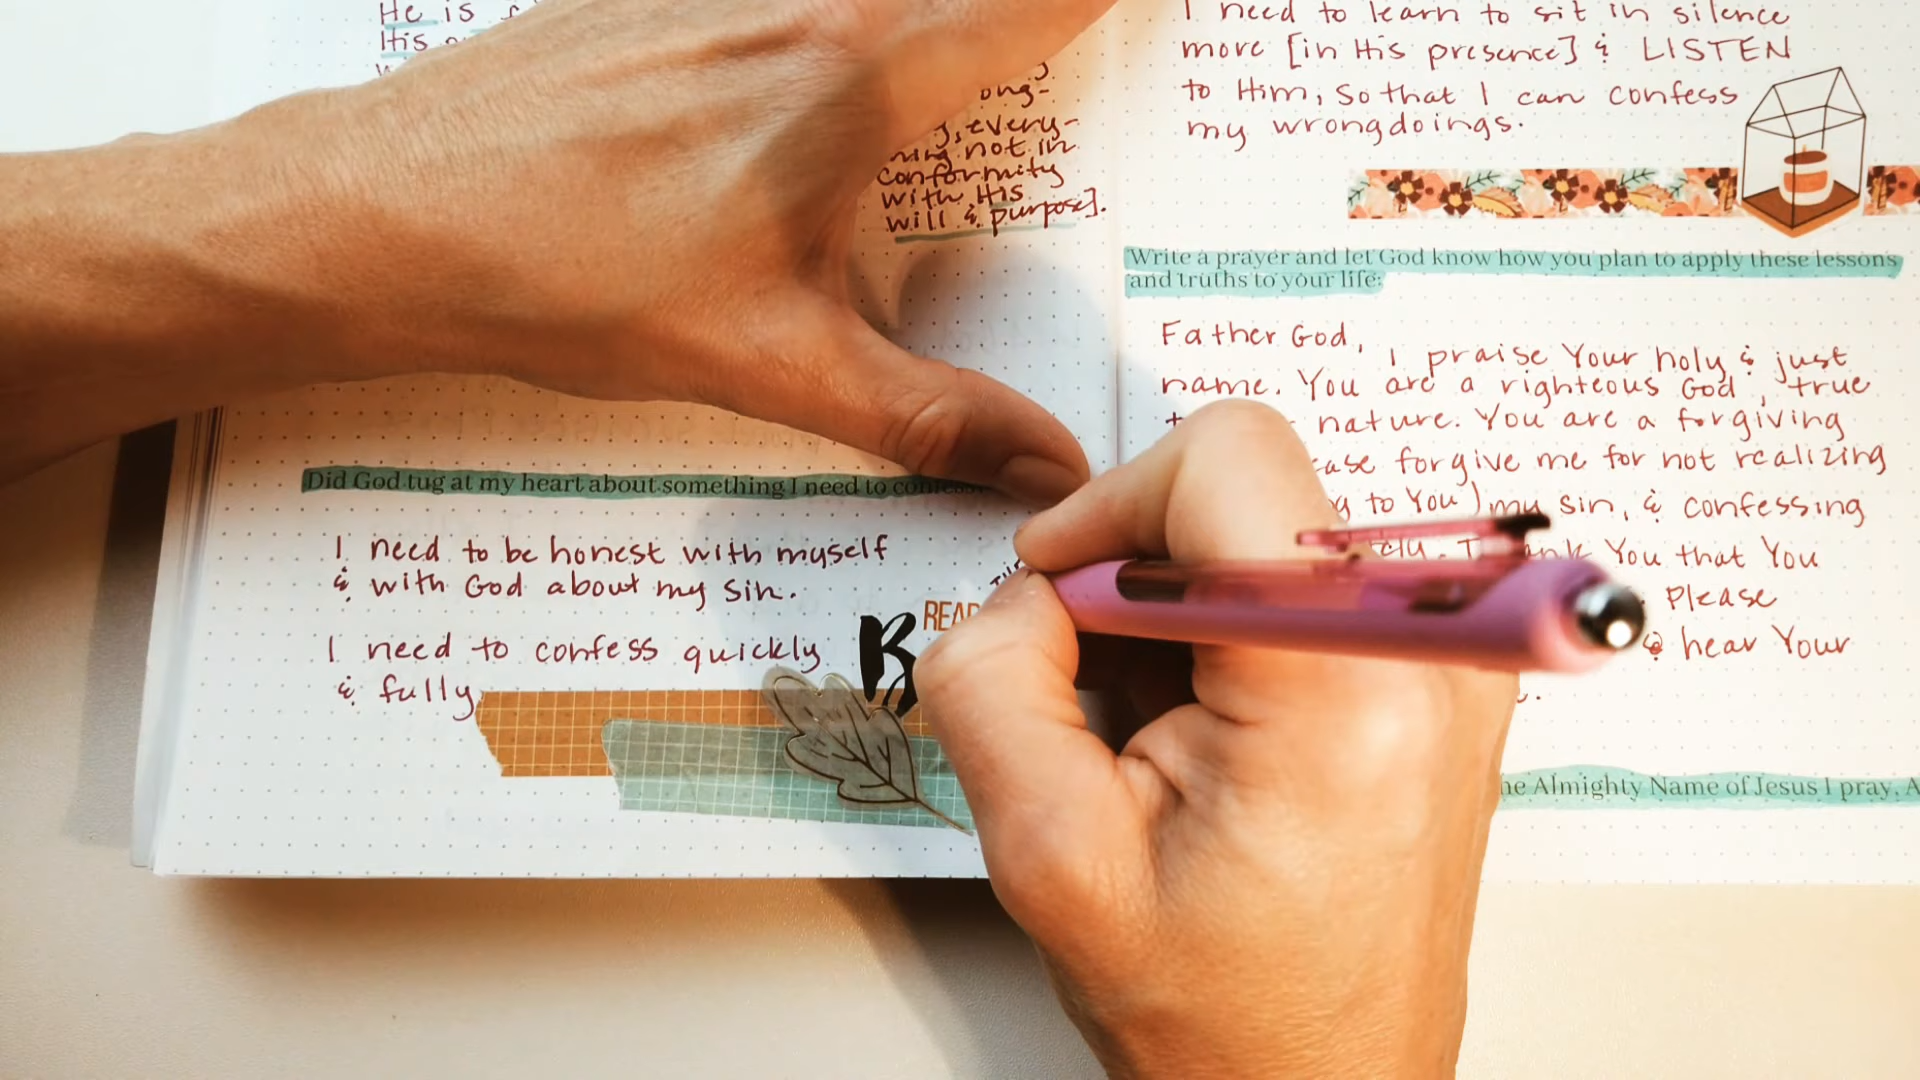 He is
His
ong-
every-
not in
conformity
with His
will & purpose].
Did God tug at my heart about something I need to confess
I need to be honest with myself
& with God about my sin.
I need to confess quickly
& fully
READ
I need to learn to sit in silence
more [in His presence] & LISTEN
to Him, so that I can confess
my wrongdoings.
Write a prayer and let God know how you plan to apply these lessons
and truths to your life:
Father God,
I praise Your holy & just
name. You are a righteous God, true
nature. You are a forgiving
forgive me for not realizing
to You) my sin, & confessing
You that You
Please
& hear Your
Almighty Name of Jesus I pray, A